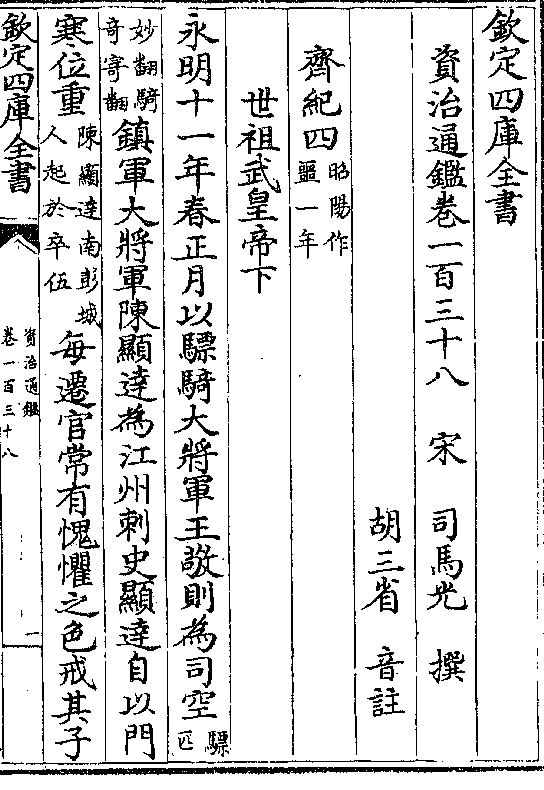 欽定四庫全書
資治通鑑卷一百三十八　宋　司馬光　撰
胡三省　音註
齊紀四昭陽作
噩一年
世祖武皇帝下
永明十一年春正月以驃騎大將軍王敬則為司空驃
匹
妙翻騎
奇寄翻
鎮軍大將軍陳顯達為江州刺史顯達自以門
寒位重陳顯達南彭城
人起於卒伍
每遷官常有愧懼之色戒其子
欽定四庫全書
資治通鑑
卷一百三十八
一